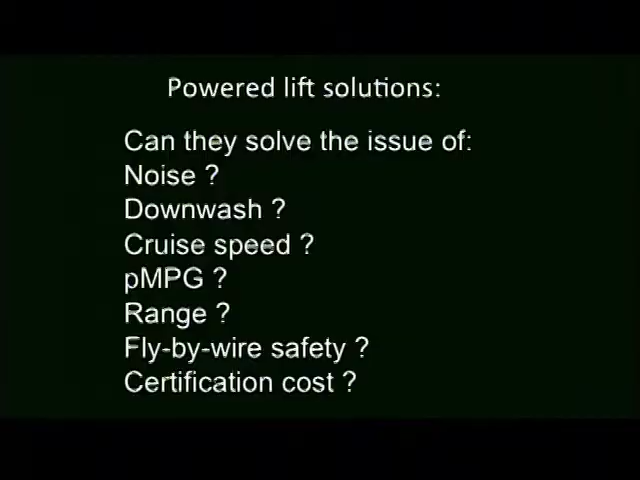 Powered lift solutions:
Can they solve the issue of:
Noise ?
Downwash ?
Cruise speed ?
pMPG ?
Range ?
Fly-by-wire safety ?
Certification cost ?